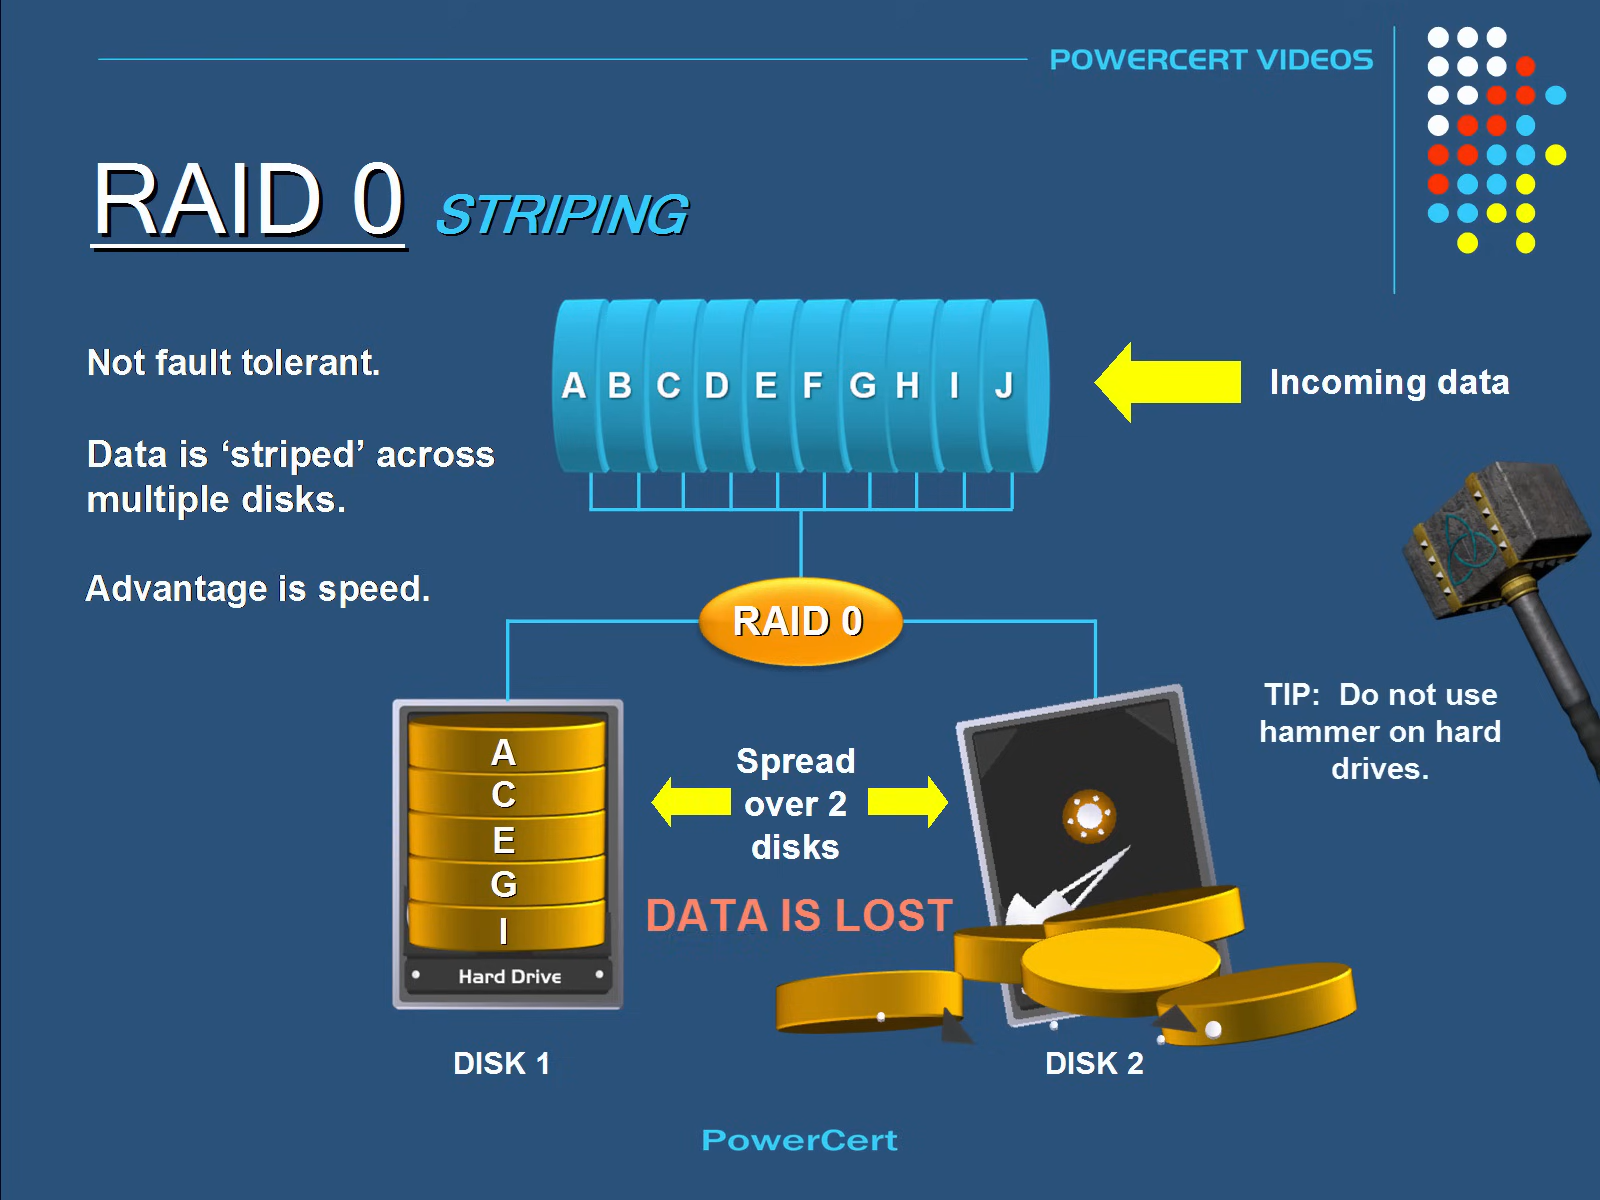 POWERCERT VIDEOS
RAID 0 STRIPING
Not fault tolerant.
Data is ‘striped’ across
multiple disks.
Advantage is speed.
A B C D E F G H I J
Incoming data
RAID 0
TIP: Do not use
hammer on hard
drives.
A
C
E
G
I
Hard Drive
Spread
over 2
disks
DATA IS LOST
DISK 1
DISK 2
PowerCert